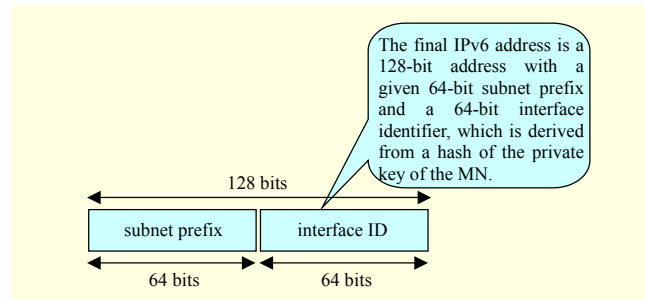 The final IPv6 address is a
128-bit address with a
given 64-bit subnet prefix
and a 64-bit interface
identifier, which is derived
from a hash of the private
key of the MN.
128 bits
subnet prefix
interface ID
64 bits
64 bits